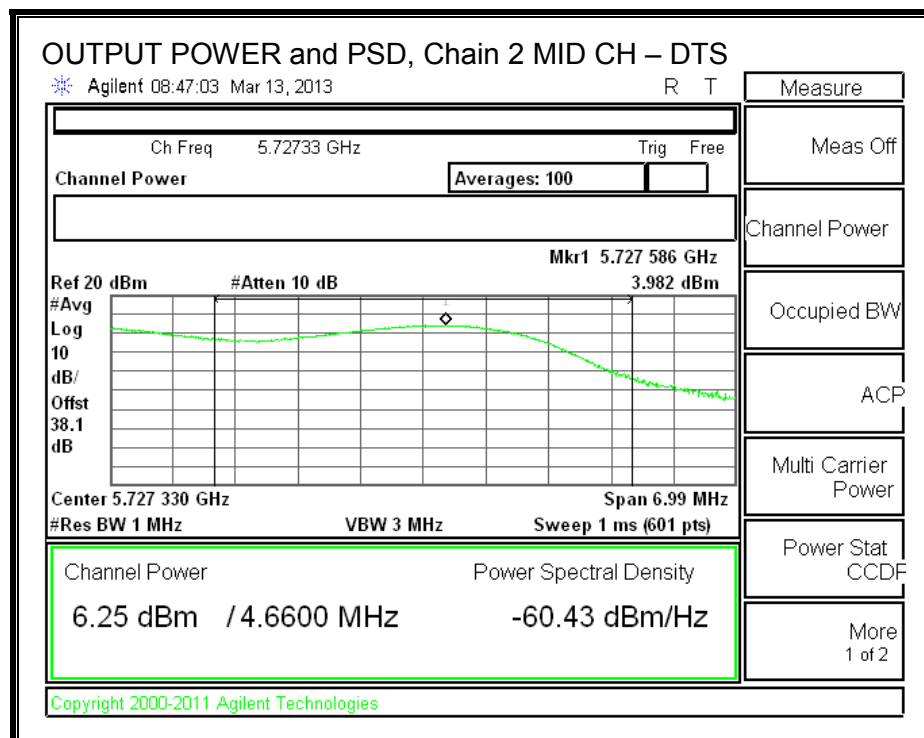 OUTPUT POWER and PSD, Chain 2 MID CH – DTS
Agilent 08:47:03 Mar 13, 2013 R T
Measure
Ch Freq 5.72733 GHz Trig Free
Meas Off
Channel Power Averages: 100
Channel Power
Mkr1 5.727 586 GHz
Ref 20 dBm #Atten 10 dB 3.982 dBm
#Avg
Log
10
dB/
Offst
38.1
dB
1
Occupied BW
ACP
Multi Carrier
Power
Center 5.727 330 GHz Span 6.99 MHz
#Res BW 1 MHz VBW 3 MHz Sweep 1 ms (601 pts)
Power Stat
CCDF
Channel Power Power Spectral Density
6.25 dBm / 4.6600 MHz -60.43 dBm/Hz
More
1 of 2
Copyright 2000-2011 Agilent Technologies